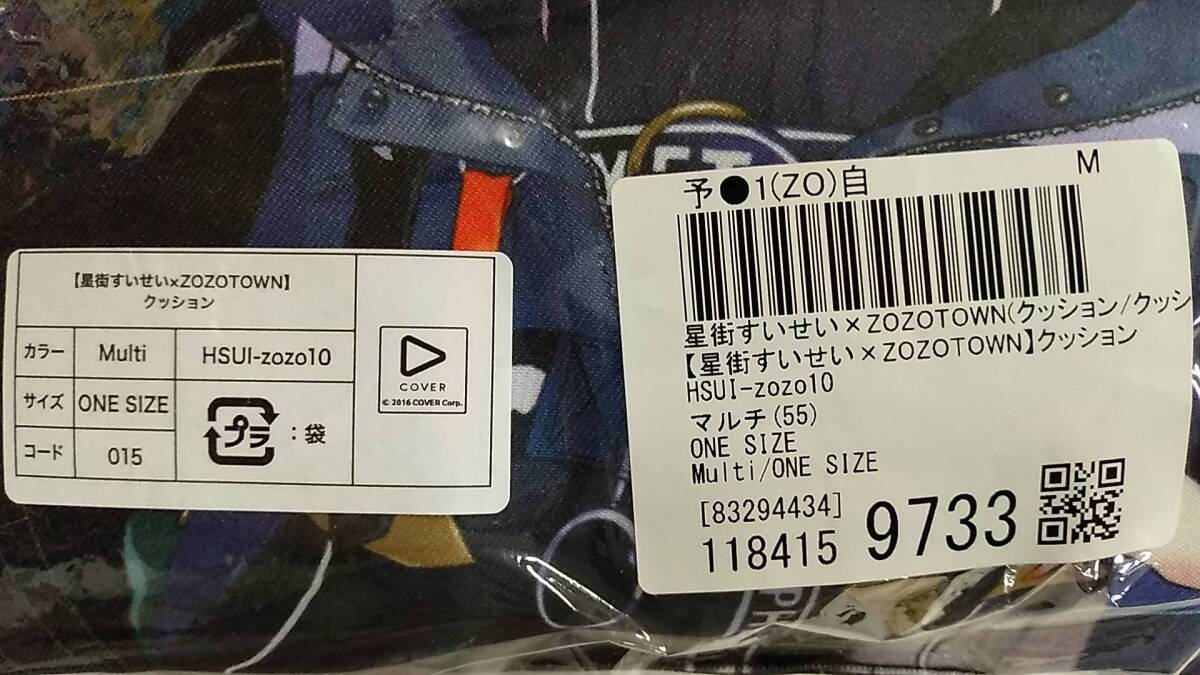 【星街すいせい×ZOZOTOWN】
クッション
カラー Multi HSUI-zozo10
サイズ ONE SIZE
コード 015
プラ : 袋
COVER
© 2016 COVER Corp.
予●1(ZO)自 M
星街すいせい×ZOZOTOWN(クッション/クッシ
【星街すいせい×ZOZOTOWN】クッション
HSUI-zozo10
マルチ(55)
ONE SIZE
Multi/ONE SIZE
[83294434]
118415 9733